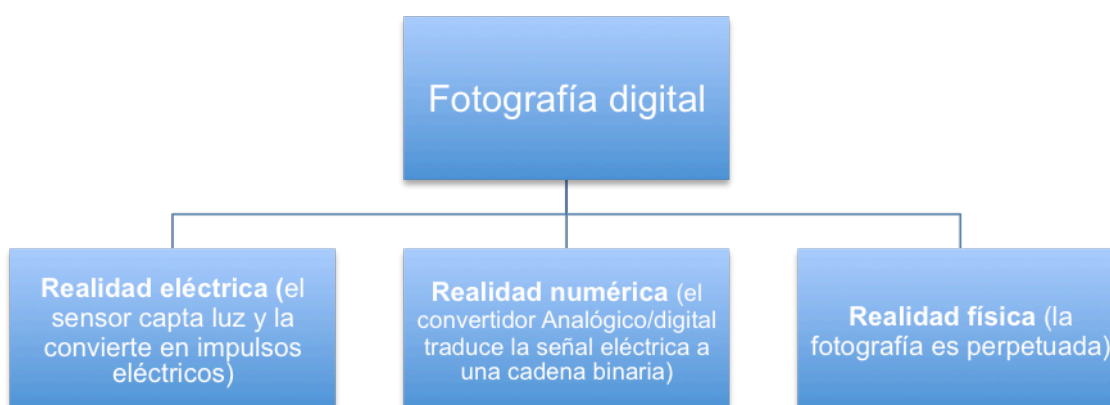 Fotografía digital
Realidad eléctrica (el
sensor capta luz y la
convierte en impulsos
eléctricos)
Realidad numérica (el
convertidor Analógico/digital
traduce la señal eléctrica a
una cadena binaria)
Realidad física (la
fotografía es perpetuada)